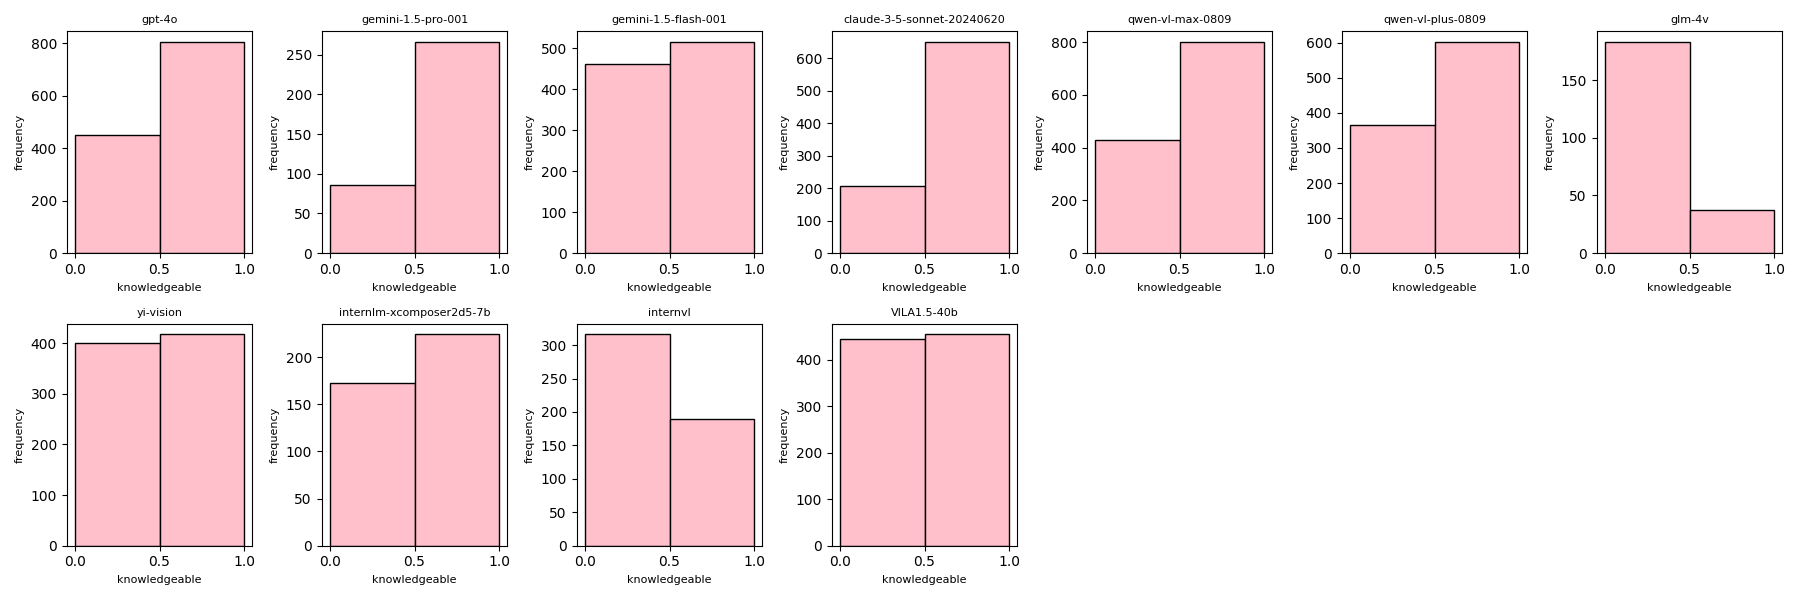 gpt-4o
800
600
400
200
0
frequency
0.0 0.5 1.0
knowledgeable
gemini-1.5-pro-001
250
200
150
100
50
0
frequency
0.0 0.5 1.0
knowledgeable
gemini-1.5-flash-001
500
400
300
200
100
0
frequency
0.0 0.5 1.0
knowledgeable
claude-3-5-sonnet-20240620
600
500
400
300
200
100
0
frequency
0.0 0.5 1.0
knowledgeable
qwen-vl-max-0809
800
600
400
200
0
frequency
0.0 0.5 1.0
knowledgeable
qwen-vl-plus-0809
600
500
400
300
200
100
0
frequency
0.0 0.5 1.0
knowledgeable
glm-4v
150
100
50
0
frequency
0.0 0.5 1.0
knowledgeable
yi-vision
400
300
200
100
0
frequency
0.0 0.5 1.0
knowledgeable
internlm-xcomposer2d5-7b
200
150
100
50
0
frequency
0.0 0.5 1.0
knowledgeable
internvl
300
250
200
150
100
50
0
frequency
0.0 0.5 1.0
knowledgeable
VILA1.5-40b
400
300
200
100
0
frequency
0.0 0.5 1.0
knowledgeable